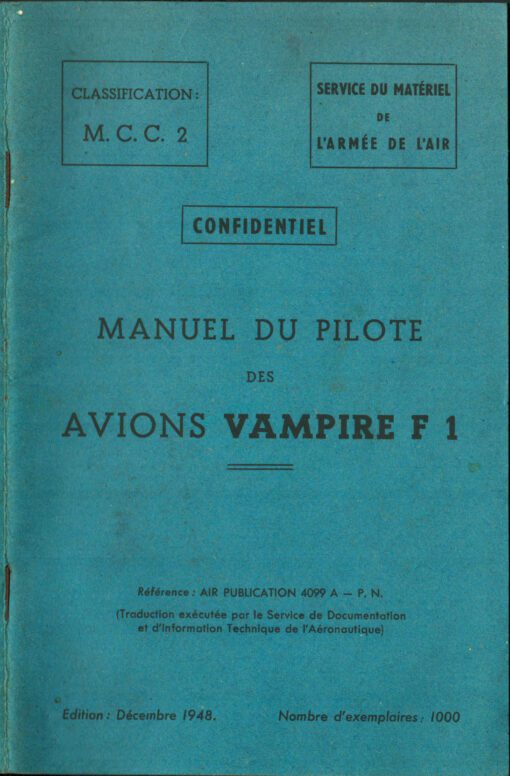 CLASSIFICATION:
M. C. C. 2
SERVICE DU MATÉRIEL
DE
L'ARMÉE DE L'AIR
CONFIDENTIEL
MANUEL DU PILOTE
DES
AVIONS VAMPIRE F 1
Référence : AIR PUBLICATION 4099 A — P. N.
(Traduction exécutée par le Service de Documentation
et d'Information Technique de l'Aéronautique)
Edition : Décembre 1948.
Nombre d'exemplaires : 1000